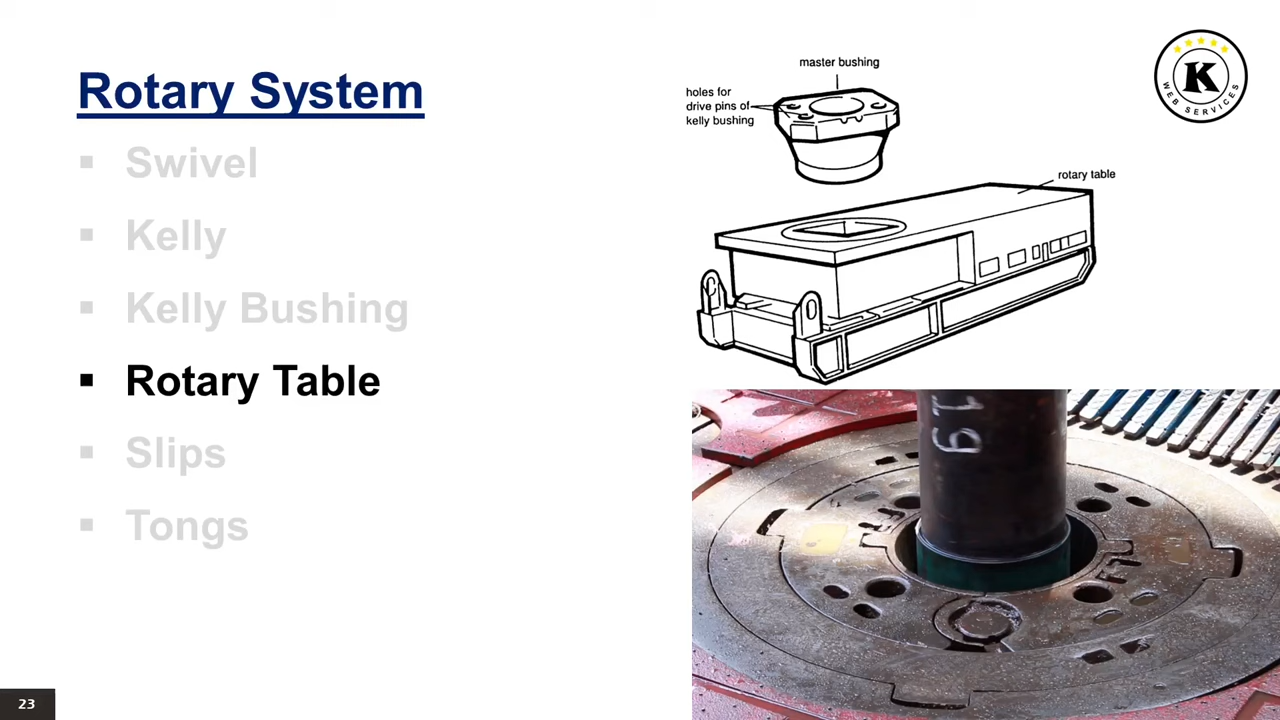 Rotary System
▪ Swivel
▪ Kelly
▪ Kelly Bushing
▪ Rotary Table
▪ Slips
▪ Tongs
master bushing
holes for
drive pins of
kelly bushing
rotary table
K
WEB SERVICES
19
23